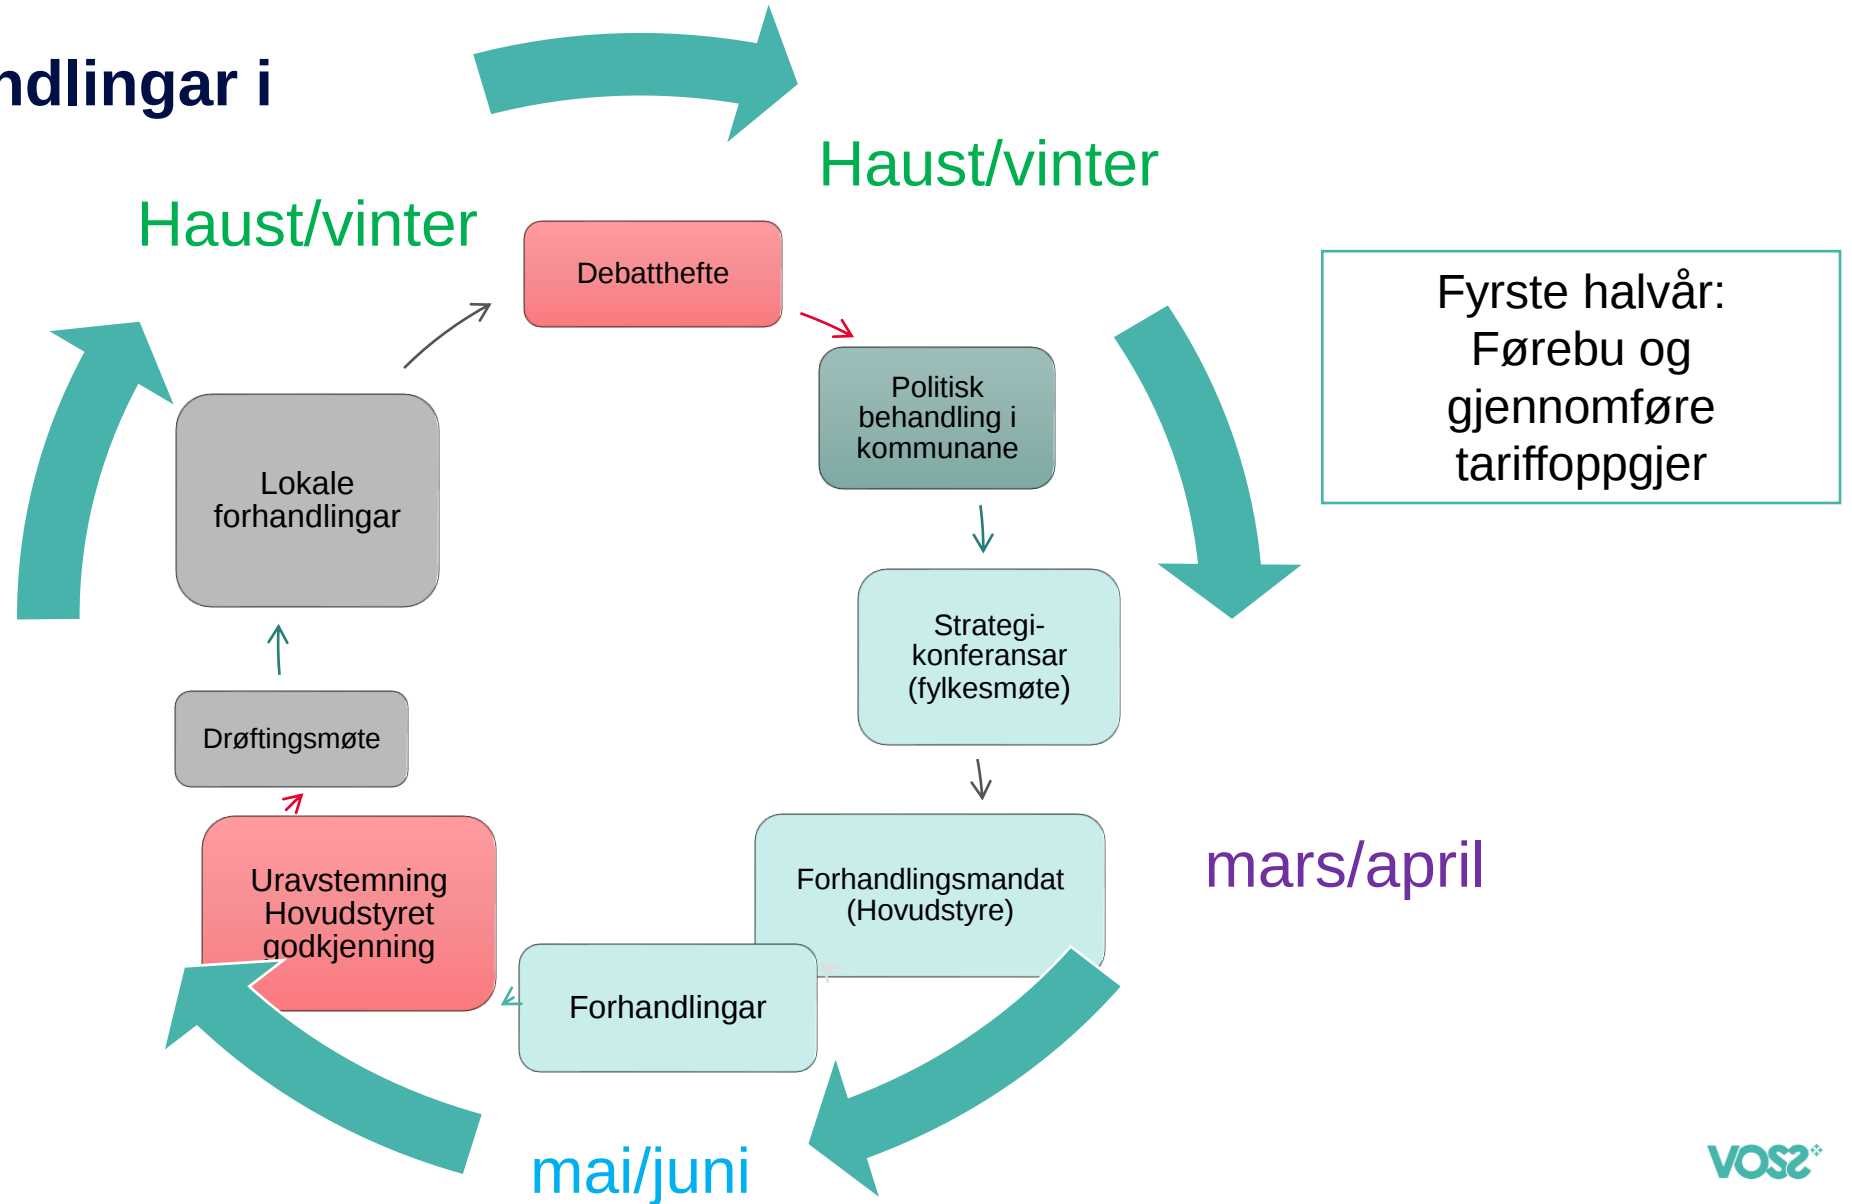 ndlingar i
Haust/vinter
Haust/vinter
Debatthefte
Fyrste halvår:
Førebu og
gjennomføre
tariffoppgjer
Politisk
behandling i
kommunane
Lokale
forhandlingar
Strategi-
konferansar
(fylkesmøte)
Drøftingsmøte
mars/april
Forhandlingsmandat
(Hovudstyre)
Uravstemning
Hovudstyret
godkjenning
Forhandlingar
mai/juni
VOSS